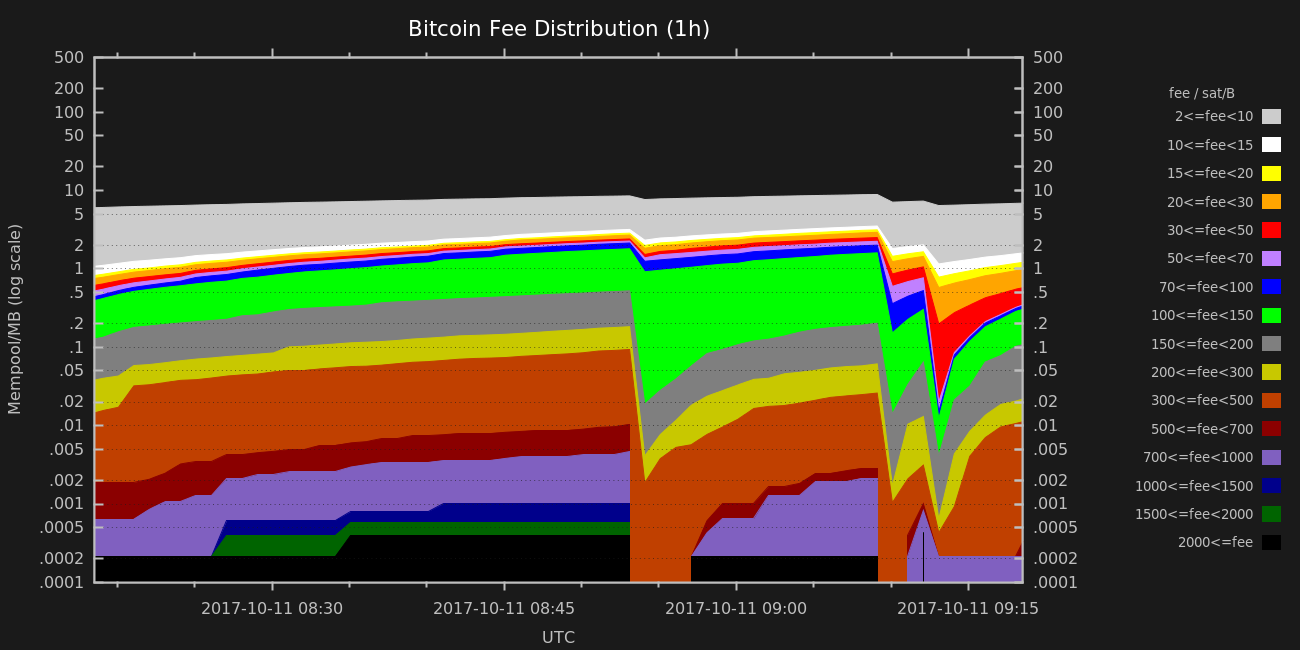 Bitcoin Fee Distribution (1h)
500 500
200 200
100 100
50 50
20 20
10 10
5 5
2 2
1 1
.5 .5
.2 .2
.1 .1
.05 .05
.02 .02
.01 .01
.005 .005
.002 .002
.001 .001
.0005 .0005
.0002 .0002
.0001 .0001
Mempool/MB (log scale)
2017-10-11 08:30 2017-10-11 08:45 2017-10-11 09:00 2017-10-11 09:15
UTC
fee / sat/B
2<=fee<10
10<=fee<15
15<=fee<20
20<=fee<30
30<=fee<50
50<=fee<70
70<=fee<100
100<=fee<150
150<=fee<200
200<=fee<300
300<=fee<500
500<=fee<700
700<=fee<1000
1000<=fee<1500
1500<=fee<2000
2000<=fee